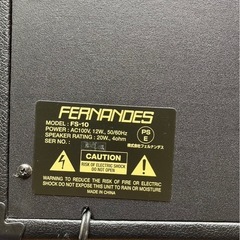 FERNANDES
MODEL : FS-10
POWER : AC100V, 12W, 50/60Hz
SPEAKER RATING : 20W, 4ohm
SER NO. :
PS
E
株式会社フェルナンデス
CAUTION
RISK OF ELECTRIC SHOCK
DO NOT OPEN
WARNING: TO REDUCE THE RISK OF FIRE OR ELECTRIC
SHOCK DO NOT EXPOSE THIS UNIT TO RAIN OR MOISTURE
MADE IN CHINA